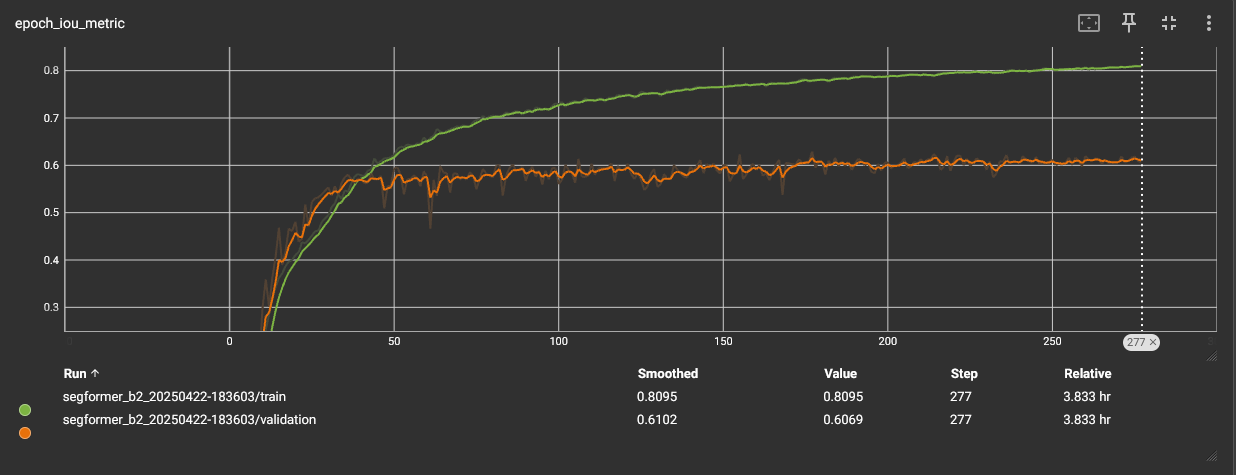 epoch_iou_metric
0.8
0.7
0.6
0.5
0.4
0.3
0 50 100 150 200 250 277 ×
Run ↑ Smoothed Value Step Relative
segformer_b2_20250422-183603/train 0.8095 0.8095 277 3.833 hr
segformer_b2_20250422-183603/validation 0.6102 0.6069 277 3.833 hr